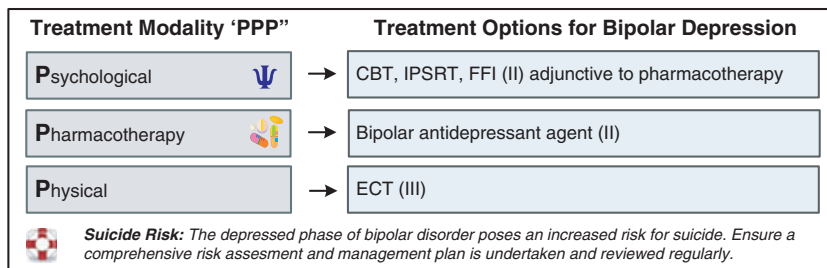 Treatment Modality ‘PPP” Treatment Options for Bipolar Depression
Psychological Ψ CBT, IPSRT, FFI (II) adjunctive to pharmacotherapy
Pharmacotherapy Bipolar antidepressant agent (II)
Physical ECT (III)
Suicide Risk: The depressed phase of bipolar disorder poses an increased risk for suicide. Ensure a
comprehensive risk assesment and management plan is undertaken and reviewed regularly.